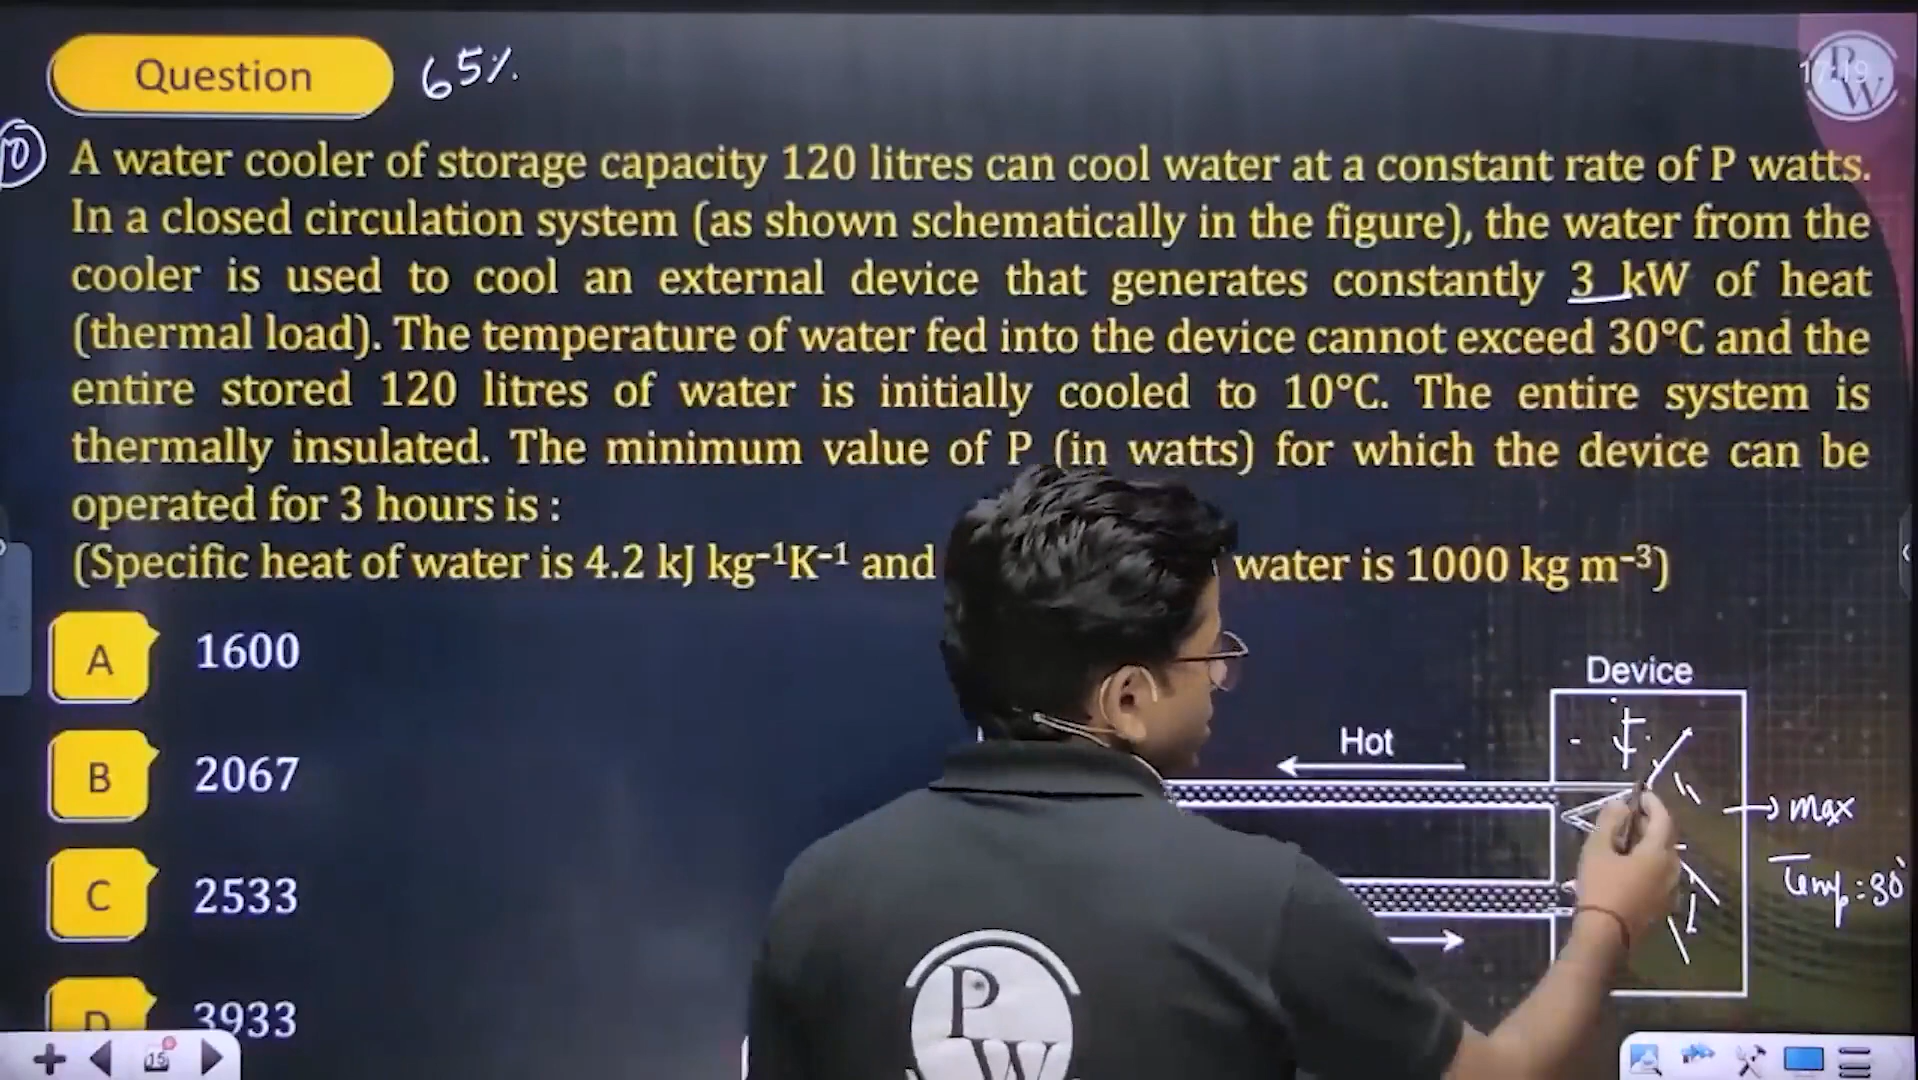 Question
65%.
10
A water cooler of storage capacity 120 litres can cool water at a constant rate of P watts.
In a closed circulation system (as shown schematically in the figure), the water from the
cooler is used to cool an external device that generates constantly 3 kW of heat
(thermal load). The temperature of water fed into the device cannot exceed 30°C and the
entire stored 120 litres of water is initially cooled to 10°C. The entire system is
thermally insulated. The minimum value of P (in watts) for which the device can be
operated for 3 hours is :
(Specific heat of water is 4.2 kJ kg⁻¹K⁻¹ and water is 1000 kg m⁻³)
A 1600
B 2067
C 2533
D 3933
Device
Hot
→ max
Temp: 30°
15
PW
17:19
PW